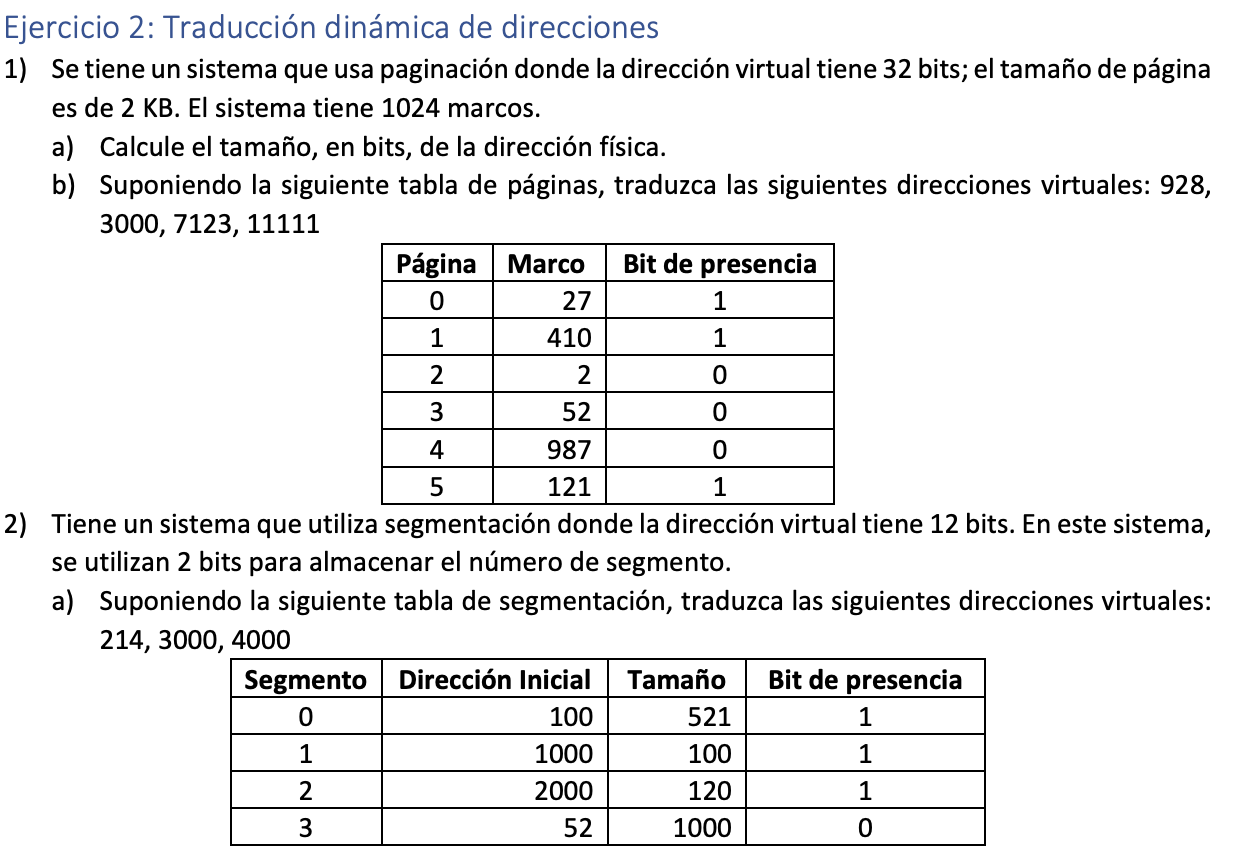 Ejercicio 2: Traducción dinámica de direcciones
1) Se tiene un sistema que usa paginación donde la dirección virtual tiene 32 bits; el tamaño de página
es de 2 KB. El sistema tiene 1024 marcos.
a) Calcule el tamaño, en bits, de la dirección física.
b) Suponiendo la siguiente tabla de páginas, traduzca las siguientes direcciones virtuales: 928,
3000, 7123, 11111
Página Marco Bit de presencia
0 27 1
1 410 1
2 2 0
3 52 0
4 987 0
5 121 1
2) Tiene un sistema que utiliza segmentación donde la dirección virtual tiene 12 bits. En este sistema,
se utilizan 2 bits para almacenar el número de segmento.
a) Suponiendo la siguiente tabla de segmentación, traduzca las siguientes direcciones virtuales:
214, 3000, 4000
Segmento Dirección Inicial Tamaño Bit de presencia
0 100 521 1
1 1000 100 1
2 2000 120 1
3 52 1000 0